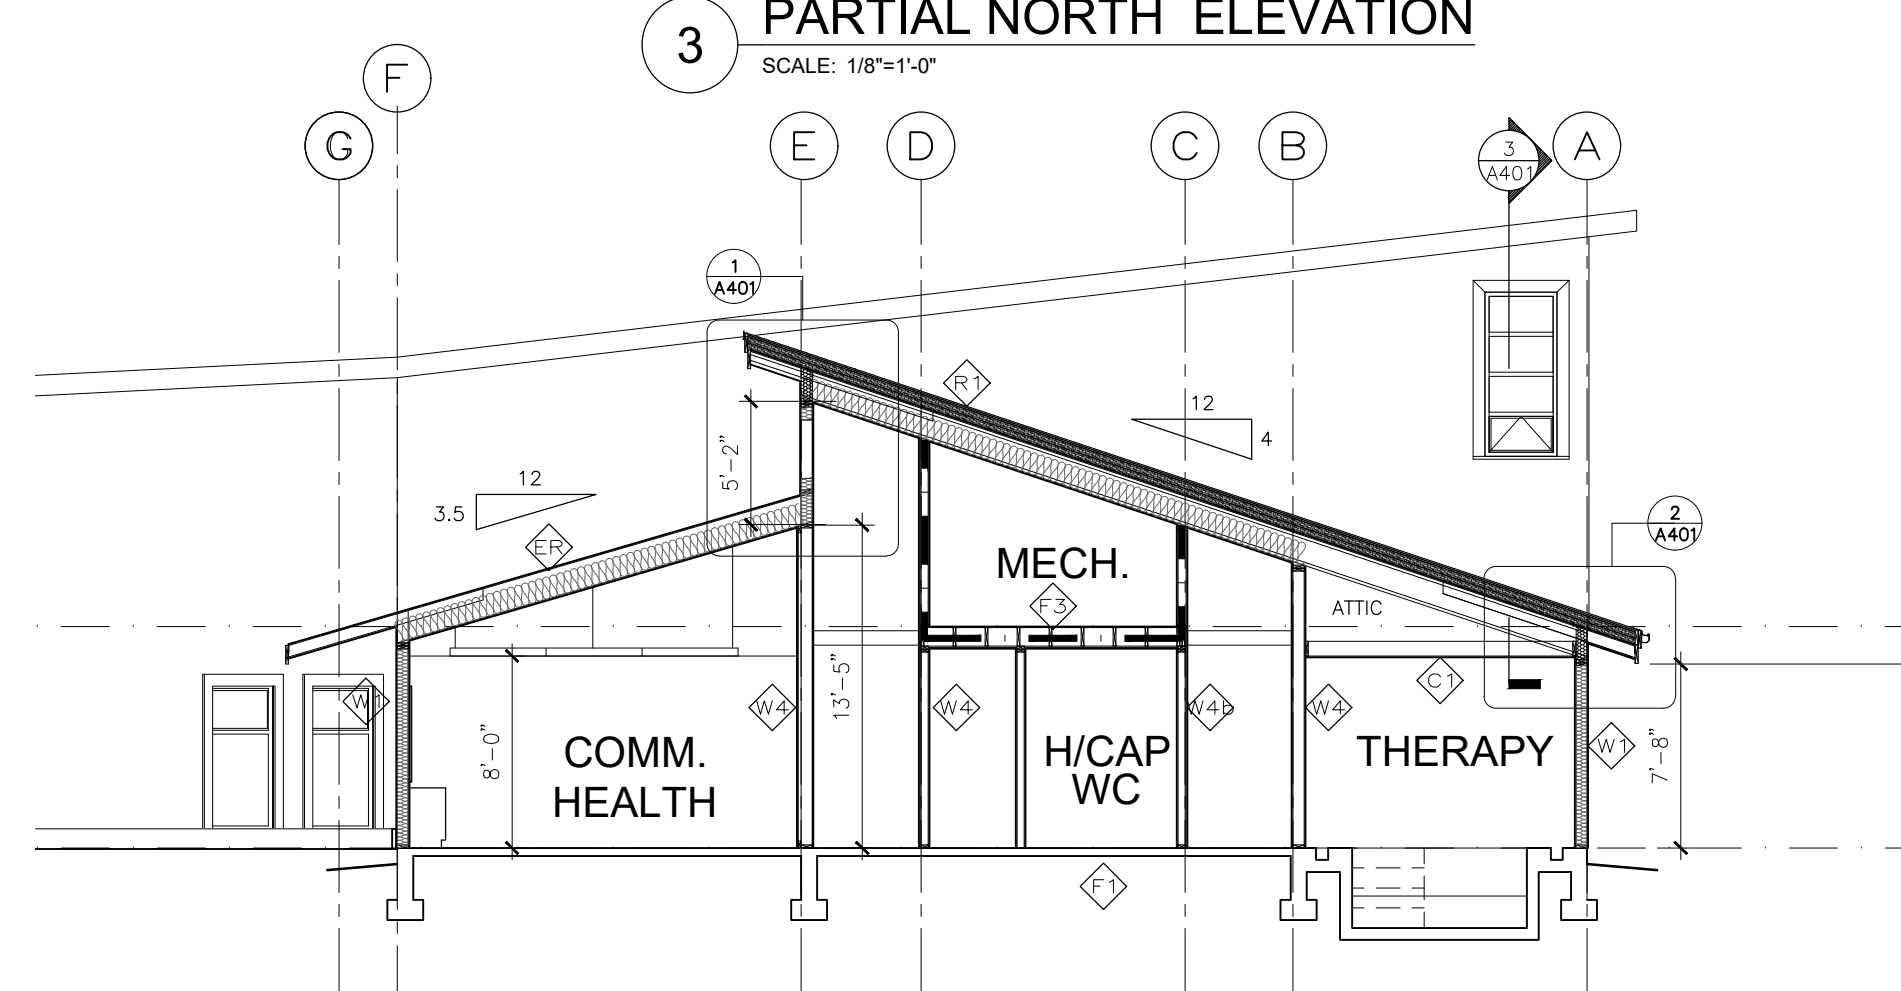 3
PARTIAL NORTH ELEVATION
SCALE: 1/8"=1'-0"
F
G
E
D
C
B
3
A401
A
1
A401
R1
12
4
5'-2"
12
3.5
ER
2
A401
MECH.
F3
ATTIC
C1
W1
W4
13'-5"
W4
W4b
W4
W1
8'-0"
7'-8"
COMM.
HEALTH
H/CAP
WC
THERAPY
F1